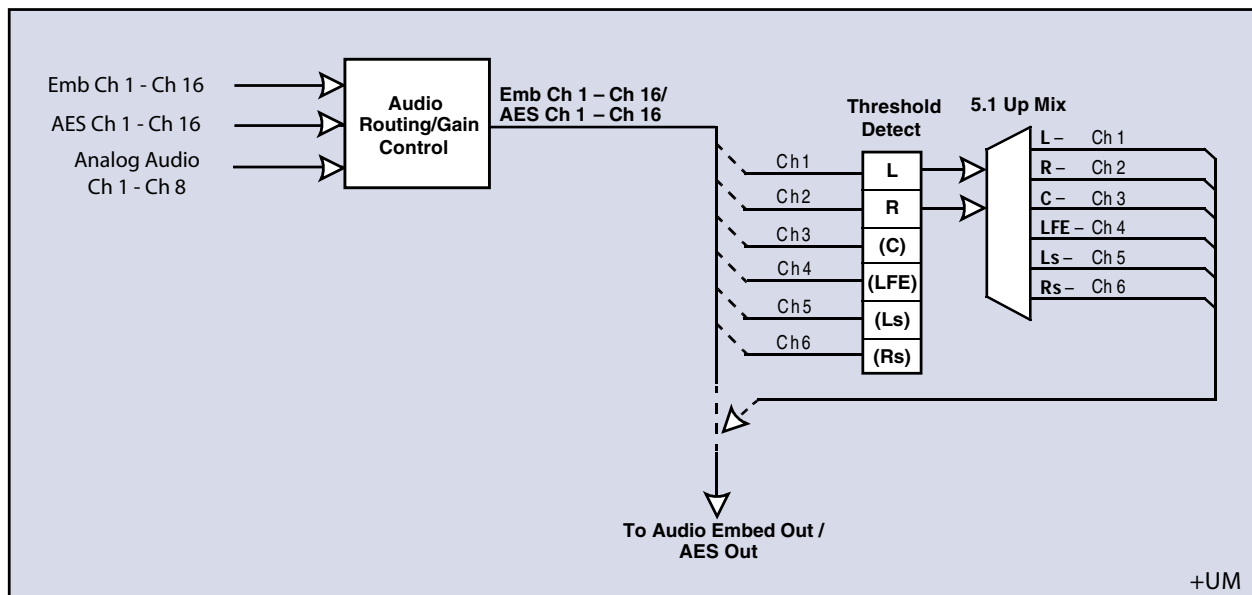 Emb Ch 1 - Ch 16
AES Ch 1 - Ch 16
Analog Audio
Ch 1 - Ch 8
Audio
Routing/Gain
Control
Emb Ch 1 – Ch 16/
AES Ch 1 – Ch 16
Threshold
Detect
5.1 Up Mix
Ch1
L
Ch2
R
Ch3
(C)
Ch4
(LFE)
Ch5
(Ls)
Ch6
(Rs)
L – Ch 1
R – Ch 2
C – Ch 3
LFE – Ch 4
Ls – Ch 5
Rs – Ch 6
To Audio Embed Out /
AES Out
+UM